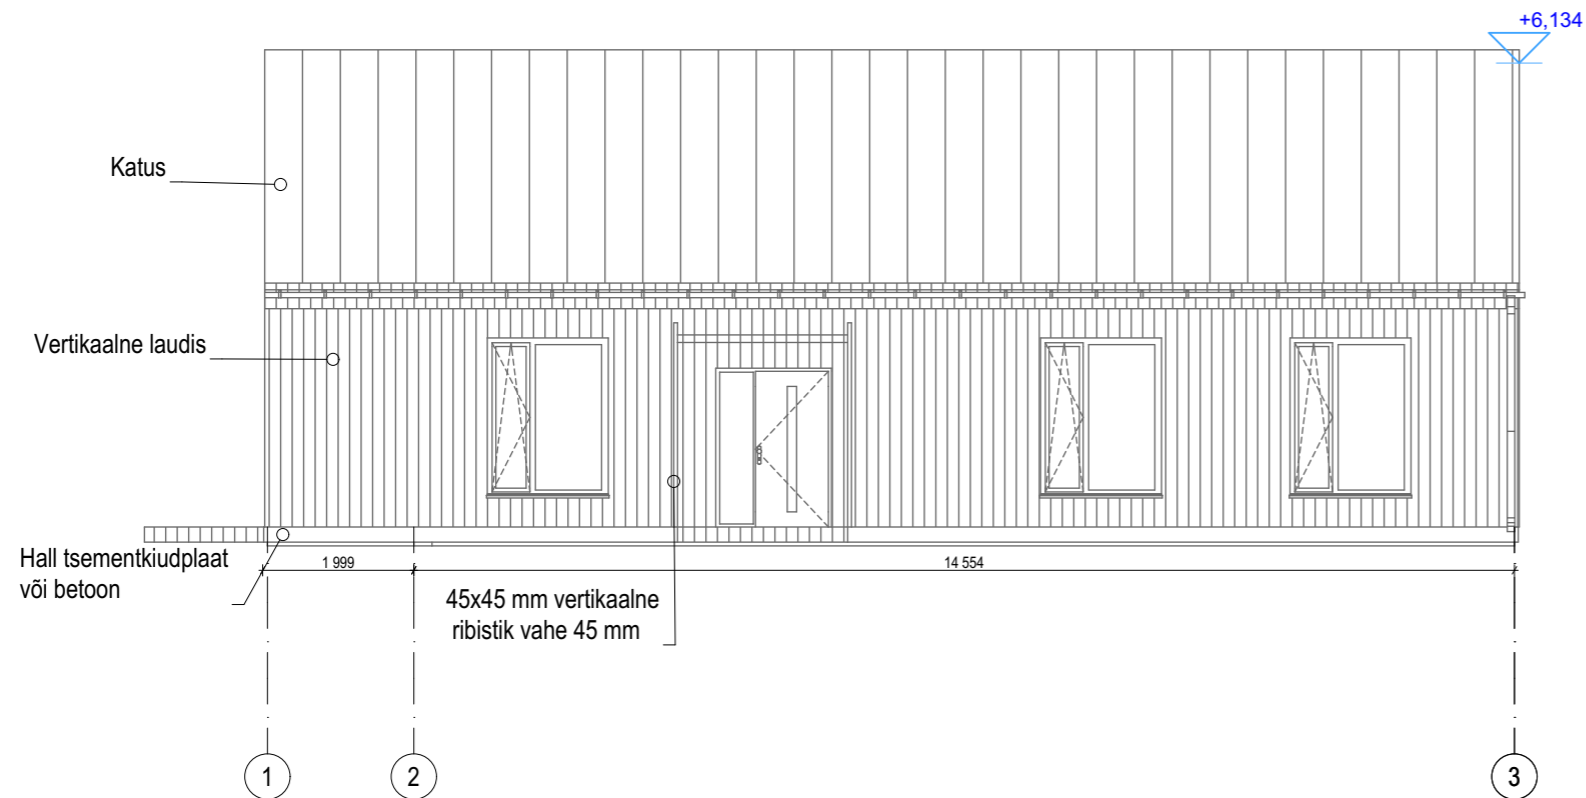 +6,134
Katus
Vertikaalne laudis
Hall tsementkiudplaat
või betoon
1 999
14 554
45x45 mm vertikaalne
ribistik vahe 45 mm
1
2
3